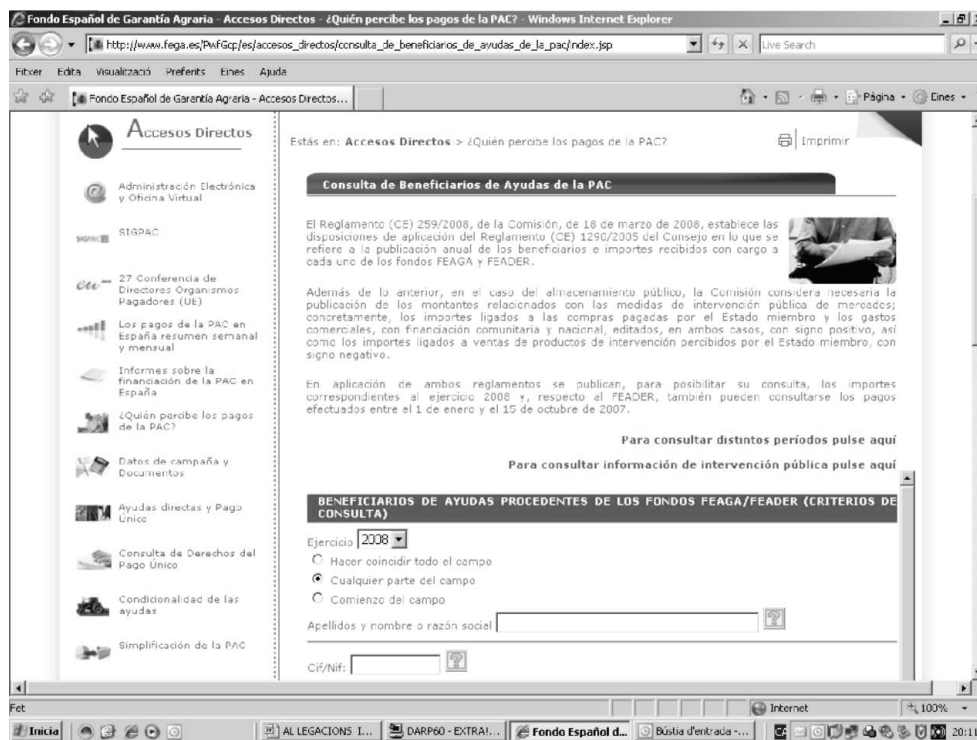 Fondo Español de Garantía Agraria - Accesos Directos - ¿Quién percibe los pagos de la PAC? - Windows Internet Explorer
http://www.fega.es/PwfGcp/es/accesos_directos/consulta_de_beneficiarios_de_ayudas_de_la_pac/index.jsp
Live Search
Fitxer Edita Visualització Preferits Eines Ajuda
Fondo Español de Garantía Agraria - Accesos Directos...
Pàgina Eines
Accesos Directos
Administración Electrónica
y Oficina Virtual
SIGPAC
SIGPAC
27 Conferencia de
Directores Organismos
Pagadores (UE)
Los pagos de la PAC en
España resumen semanal
y mensual
Informes sobre la
financiación de la PAC en
España
¿Quién percibe los pagos
de la PAC?
Datos de campaña y
Documentos
Ayudas directas y Pago
Único
Consulta de Derechos del
Pago Único
Condicionalidad de las
ayudas
Simplificación de la PAC
Estás en: Accesos Directos > ¿Quién percibe los pagos de la PAC?
Imprimir
Consulta de Beneficiarios de Ayudas de la PAC
El Reglamento (CE) 259/2008, de la Comisión, de 18 de marzo de 2008, establece las
disposiciones de aplicación del Reglamento (CE) 1290/2005 del Consejo en lo que se
refiere a la publicación anual de los beneficiarios e importes recibidos con cargo a
cada uno de los fondos FEAGA y FEADER.
Además de lo anterior, en el caso del almacenamiento público, la Comisión considera necesaria la
publicación de los montantes relacionados con las medidas de intervención pública de mercados;
concretamente, los importes ligados a las compras pagadas por el Estado miembro y los gastos
comerciales, con financiación comunitaria y nacional, editados, en ambos casos, con signo positivo, así
como los importes ligados a ventas de productos de intervención percibidos por el Estado miembro, con
signo negativo.
En aplicación de ambos reglamentos se publican, para posibilitar su consulta, los importes
correspondientes al ejercicio 2008 y, respecto al FEADER, también pueden consultarse los pagos
efectuados entre el 1 de enero y el 15 de octubre de 2007.
Para consultar distintos períodos pulse aquí
Para consultar información de intervención pública pulse aquí
BENEFICIARIOS DE AYUDAS PROCEDENTES DE LOS FONDOS FEAGA/FEADER (CRITERIOS DE
CONSULTA)
Ejercicio 2008
Hacer coincidir todo el campo
Cualquier parte del campo
Comienzo del campo
Apellidos y nombre o razón social
Cif/Nif:
Fet
Internet
100%
Inicia
AL LEGACIONS I...
DARP60 - EXTRA!...
Fondo Español d...
Bústia d'entrada -...